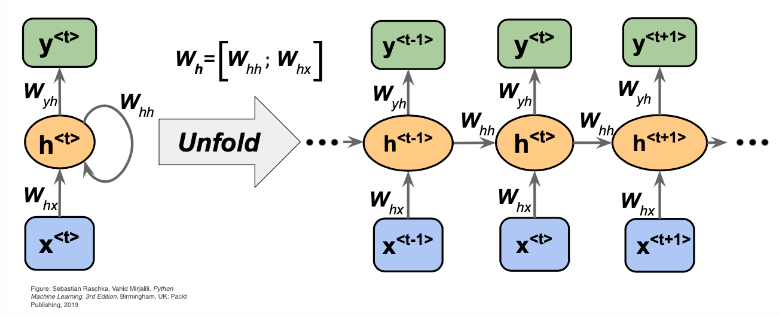 y<t>
W_yh
W_hh
h<t>
W_hx
x<t>
W_h=[W_hh ; W_hx]
Unfold
•••
y<t-1>
y<t>
y<t+1>
W_yh
W_yh
W_yh
W_hh
W_hh
h<t-1>
h<t>
h<t+1>
•••
W_hx
W_hx
W_hx
x<t-1>
x<t>
x<t+1>
Figure: Sebastian Raschka, Vahid Mirjalili. Python
Machine Learning. 3rd Edition. Birmingham, UK: Packt
Publishing, 2019